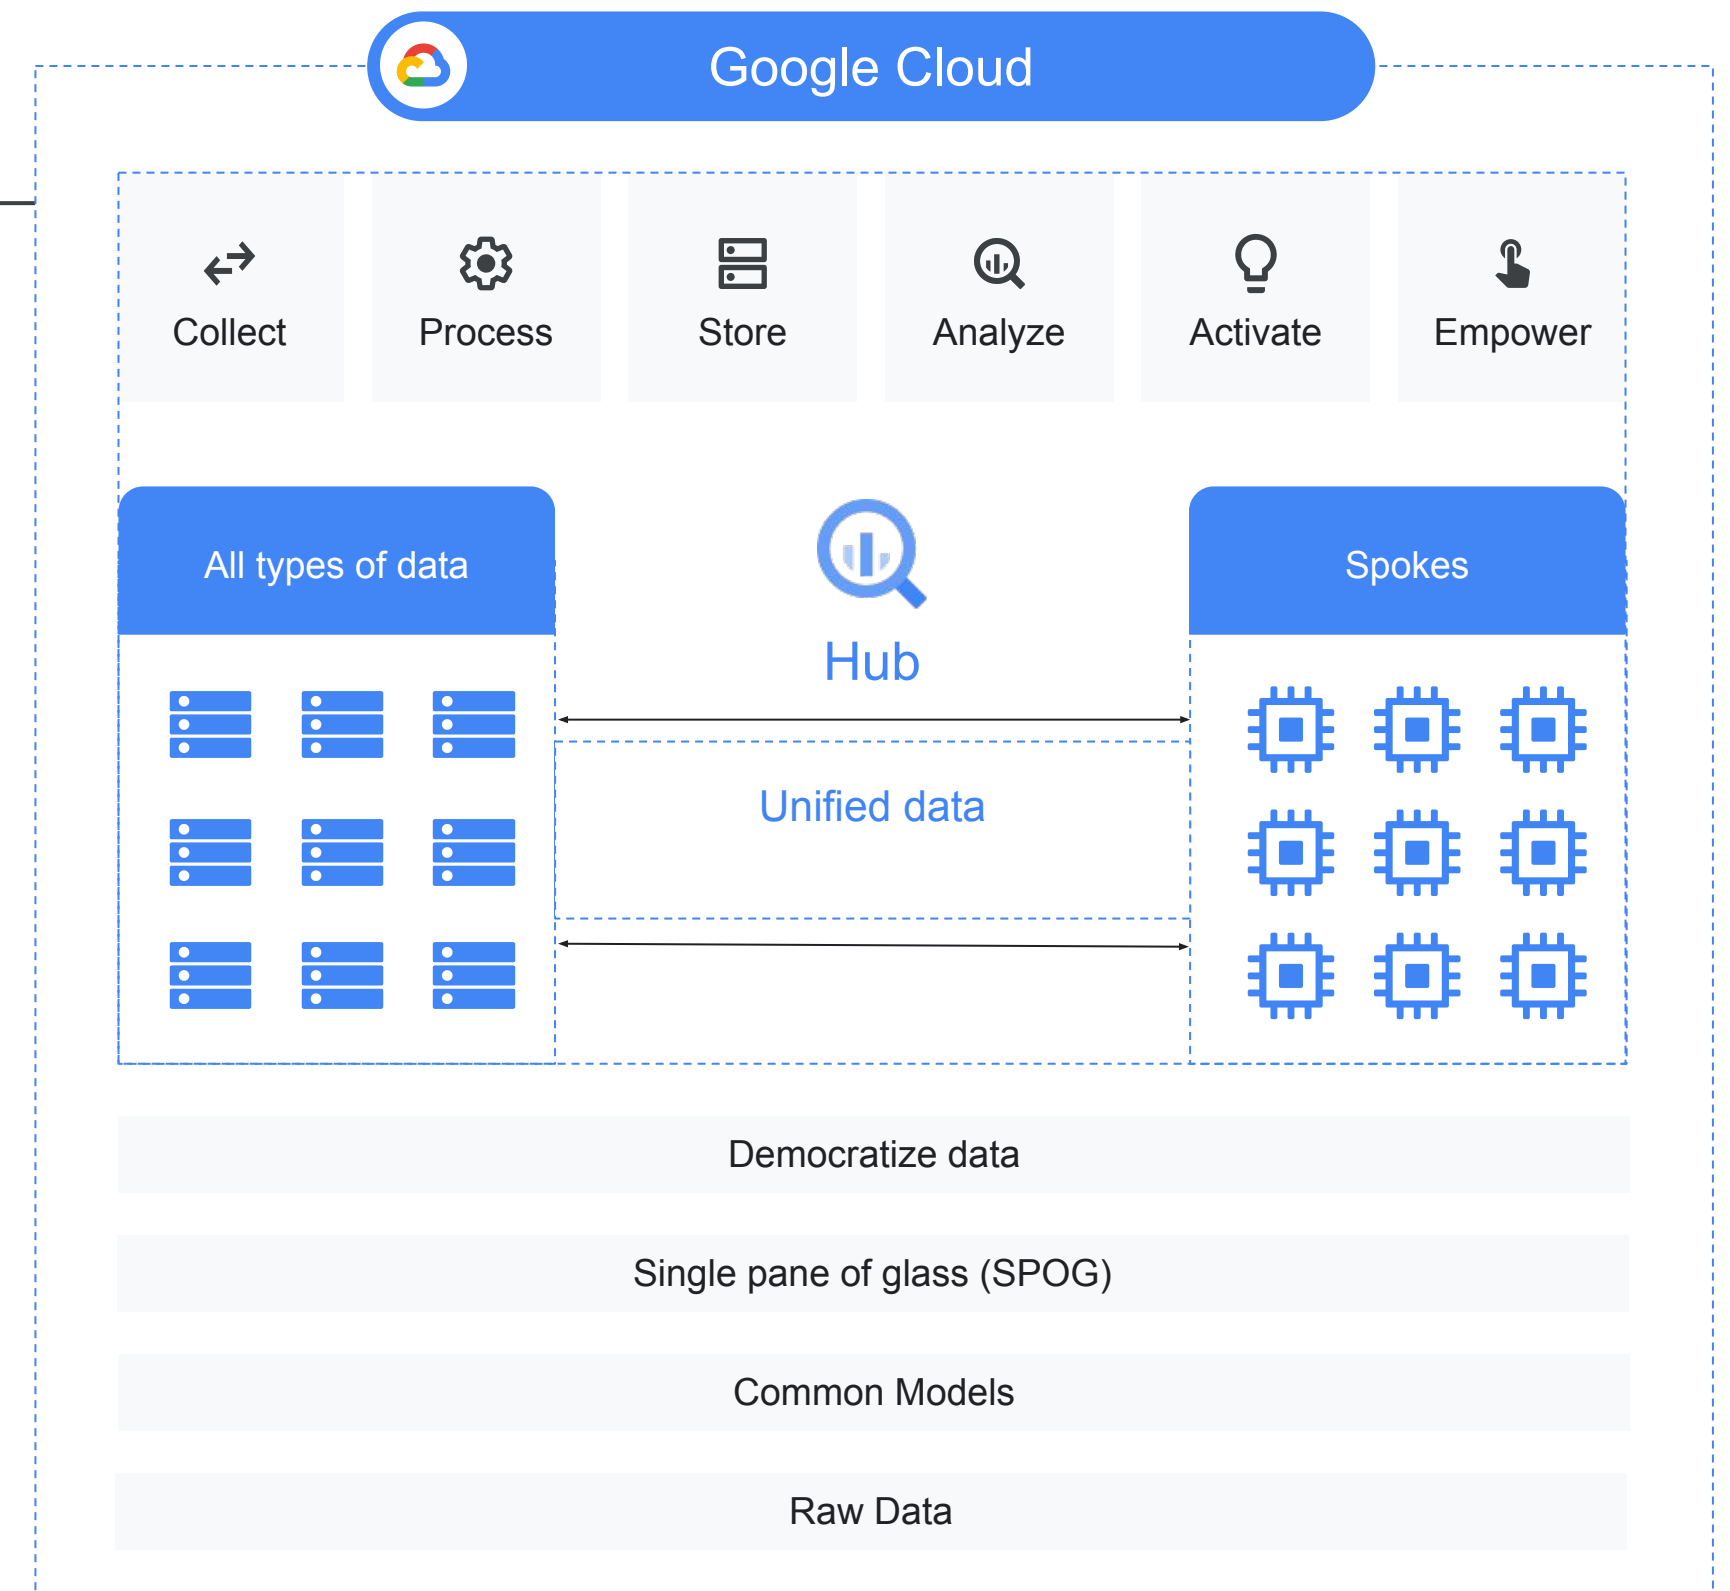 Google Cloud
Collect
Process
Store
Analyze
Activate
Empower
All types of data
Hub
Spokes
Unified data
Democratize data
Single pane of glass (SPOG)
Common Models
Raw Data